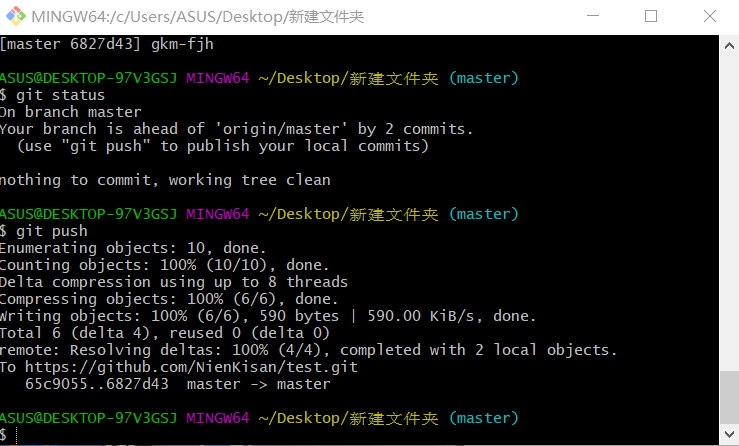 MINGW64:/c/Users/ASUS/Desktop/新建文件夹
[master 6827d43] gkm-fjh
ASUS@DESKTOP-97V3GSJ MINGW64 ~/Desktop/新建文件夹 (master)
$ git status
On branch master
Your branch is ahead of 'origin/master' by 2 commits.
  (use "git push" to publish your local commits)
nothing to commit, working tree clean
ASUS@DESKTOP-97V3GSJ MINGW64 ~/Desktop/新建文件夹 (master)
$ git push
Enumerating objects: 10, done.
Counting objects: 100% (10/10), done.
Delta compression using up to 8 threads
Compressing objects: 100% (6/6), done.
Writing objects: 100% (6/6), 590 bytes | 590.00 KiB/s, done.
Total 6 (delta 4), reused 0 (delta 0)
remote: Resolving deltas: 100% (4/4), completed with 2 local objects.
To https://github.com/NienKisan/test.git
   65c9055..6827d43  master -> master
ASUS@DESKTOP-97V3GSJ MINGW64 ~/Desktop/新建文件夹 (master)
$